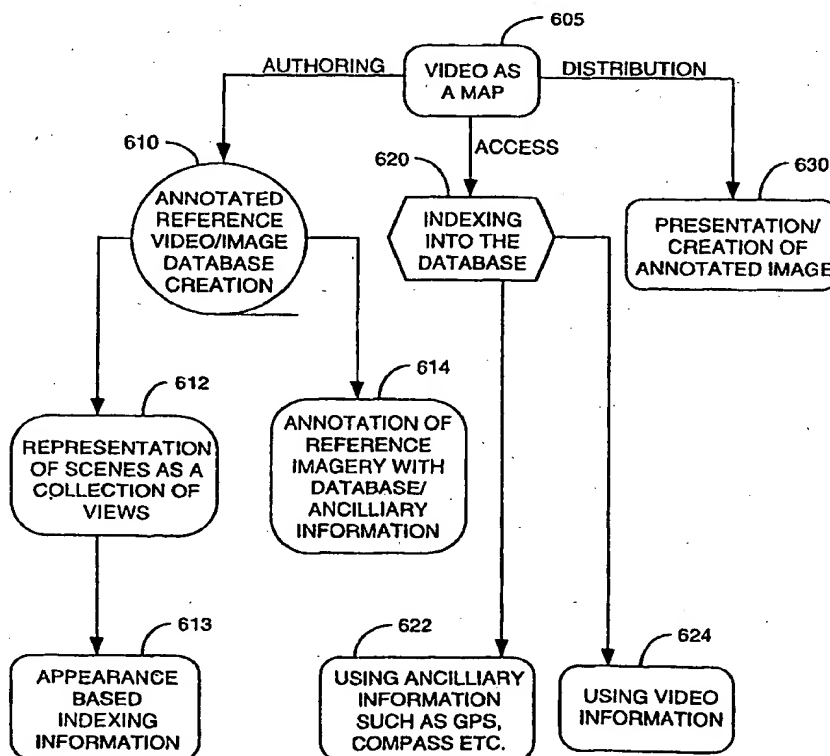 605
AUTHORING
VIDEO AS
A MAP
DISTRIBUTION
610
620
ACCESS
630
ANNOTATED
REFERENCE
VIDEO/IMAGE
DATABASE
CREATION
INDEXING
INTO THE
DATABASE
PRESENTATION/
CREATION OF
ANNOTATED IMAGE
612
614
REPRESENTATION
OF SCENES AS A
COLLECTION OF
VIEWS
ANNOTATION OF
REFERENCE
IMAGERY WITH
DATABASE/
ANCILLIARY
INFORMATION
613
622
624
APPEARANCE
BASED
INDEXING
INFORMATION
USING ANCILLIARY
INFORMATION
SUCH AS GPS,
COMPASS ETC.
USING VIDEO
INFORMATION